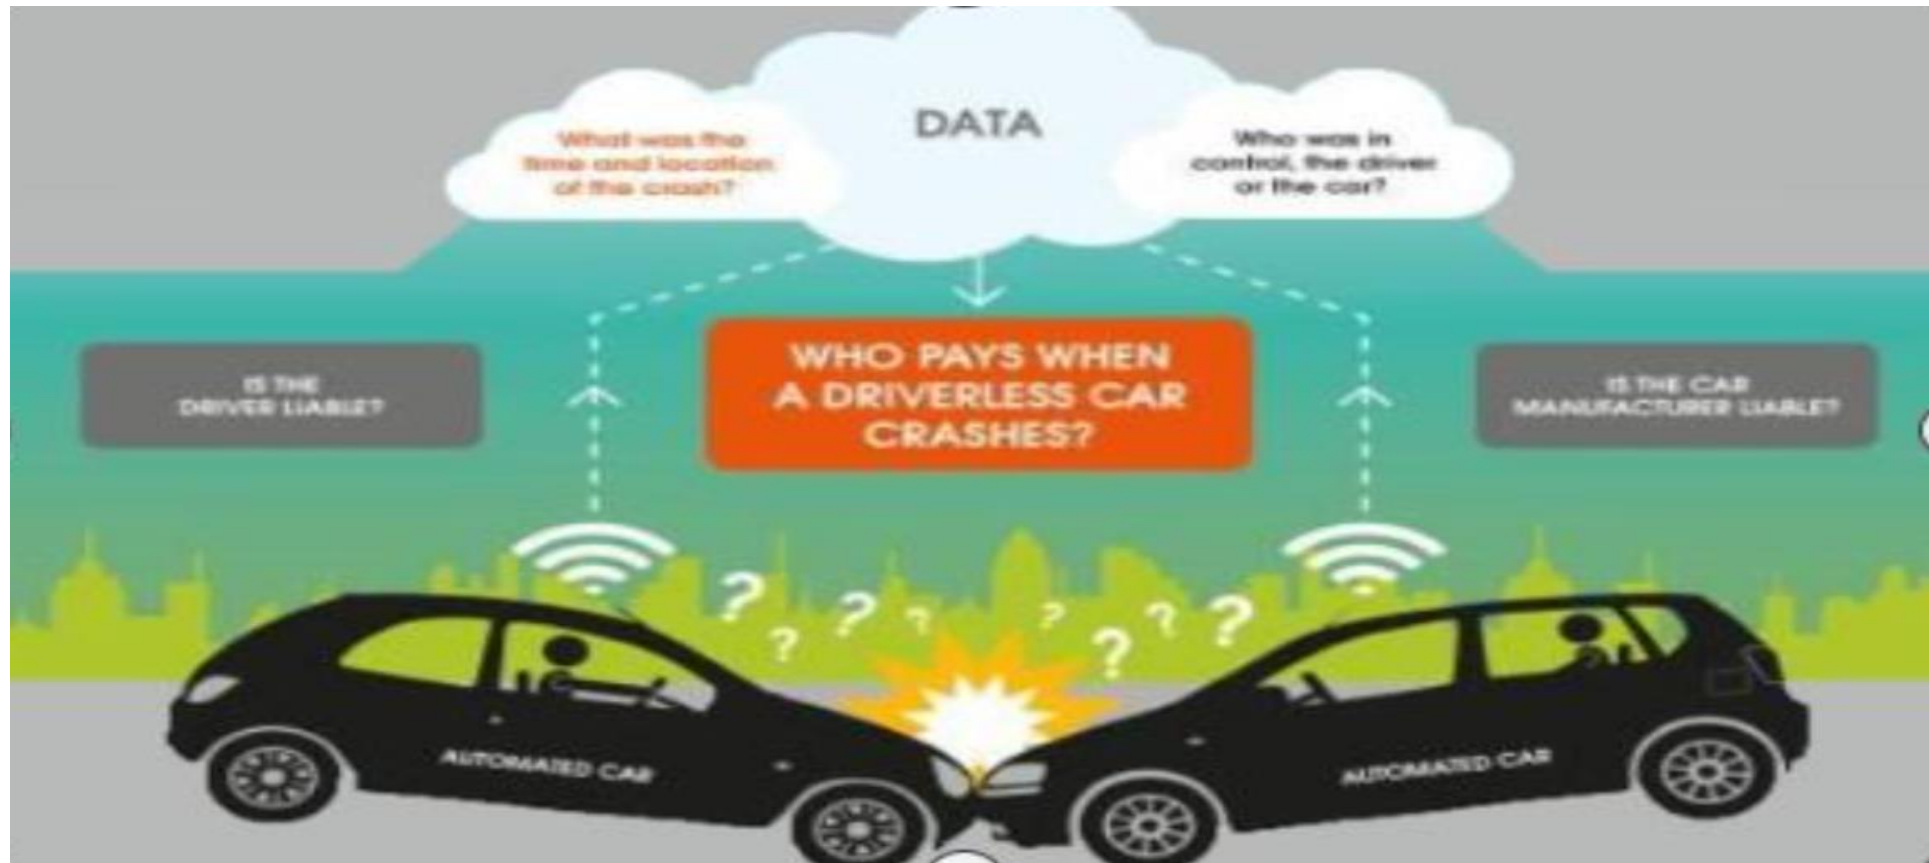 DATA
What was the
time and location
of the crash?
Who was in
control, the driver
or the car?
WHO PAYS WHEN
A DRIVERLESS CAR
CRASHES?
IS THE
DRIVER LIABLE?
IS THE CAR
MANUFACTURER LIABLE?
? ? ? ? ? ? ? ?
AUTOMATED CAR
AUTOMATED CAR